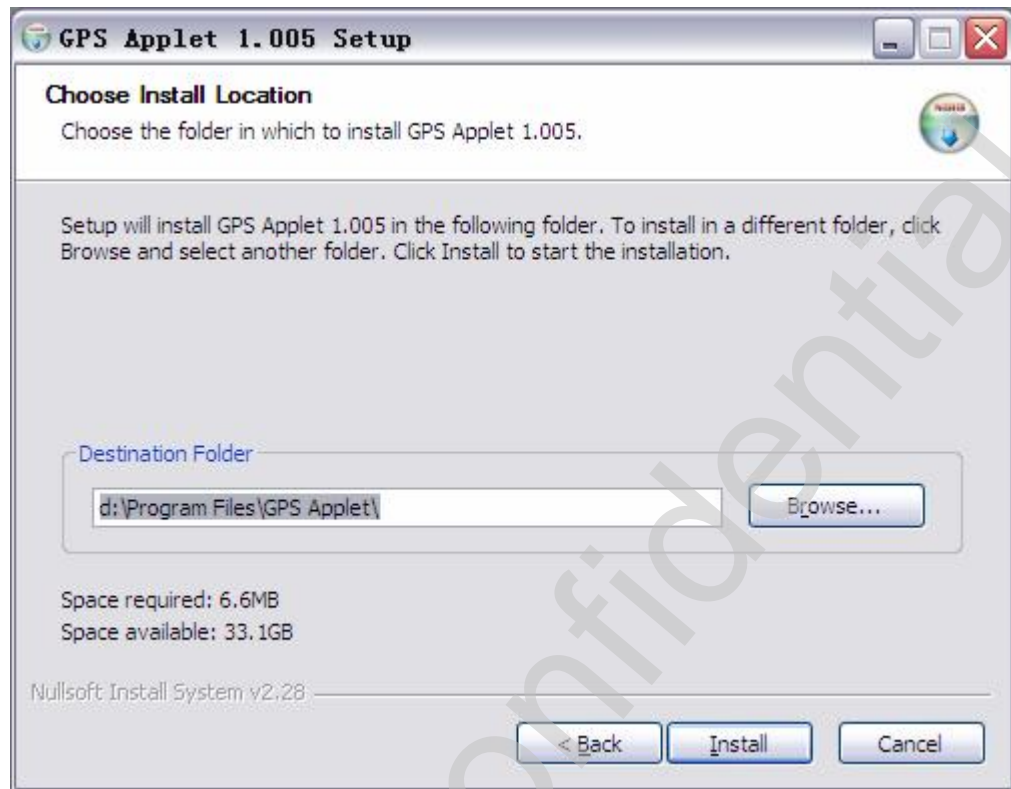 GPS Applet 1.005 Setup
Choose Install Location
Choose the folder in which to install GPS Applet 1.005.
Setup will install GPS Applet 1.005 in the following folder. To install in a different folder, click
Browse and select another folder. Click Install to start the installation.
Destination Folder
d:\Program Files\GPS Applet\
Browse...
Space required: 6.6MB
Space available: 33.1GB
Nullsoft Install System v2.28
< Back
Install
Cancel
onfidential